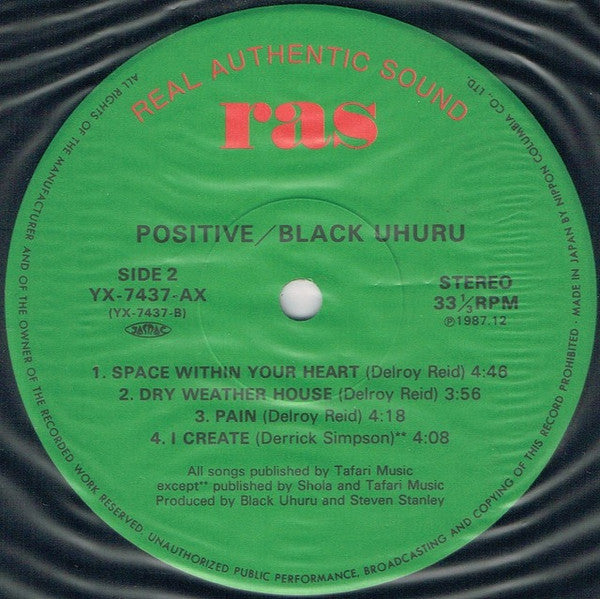 REAL AUTHENTIC SOUND
ras
POSITIVE/BLACK UHURU
SIDE 2
YX-7437-AX
(YX-7437-B)
JASRAC
STEREO
33 1/3 RPM
℗1987.12
1. SPACE WITHIN YOUR HEART (Delroy Reid) 4:46
2. DRY WEATHER HOUSE (Delroy Reid) 3:56
3. PAIN (Delroy Reid) 4:18
4. I CREATE (Derrick Simpson)** 4:08
All songs published by Tafari Music
except** published by Shola and Tafari Music
Produced by Black Uhuru and Steven Stanley
ALL RIGHTS OF THE MANUFACTURER AND OF THE OWNER OF THE RECORDED WORK RESERVED. UNAUTHORIZED PUBLIC PERFORMANCE, BROADCASTING AND COPYING OF THIS RECORD PROHIBITED · MADE IN JAPAN BY NIPPON COLUMBIA CO., LTD.